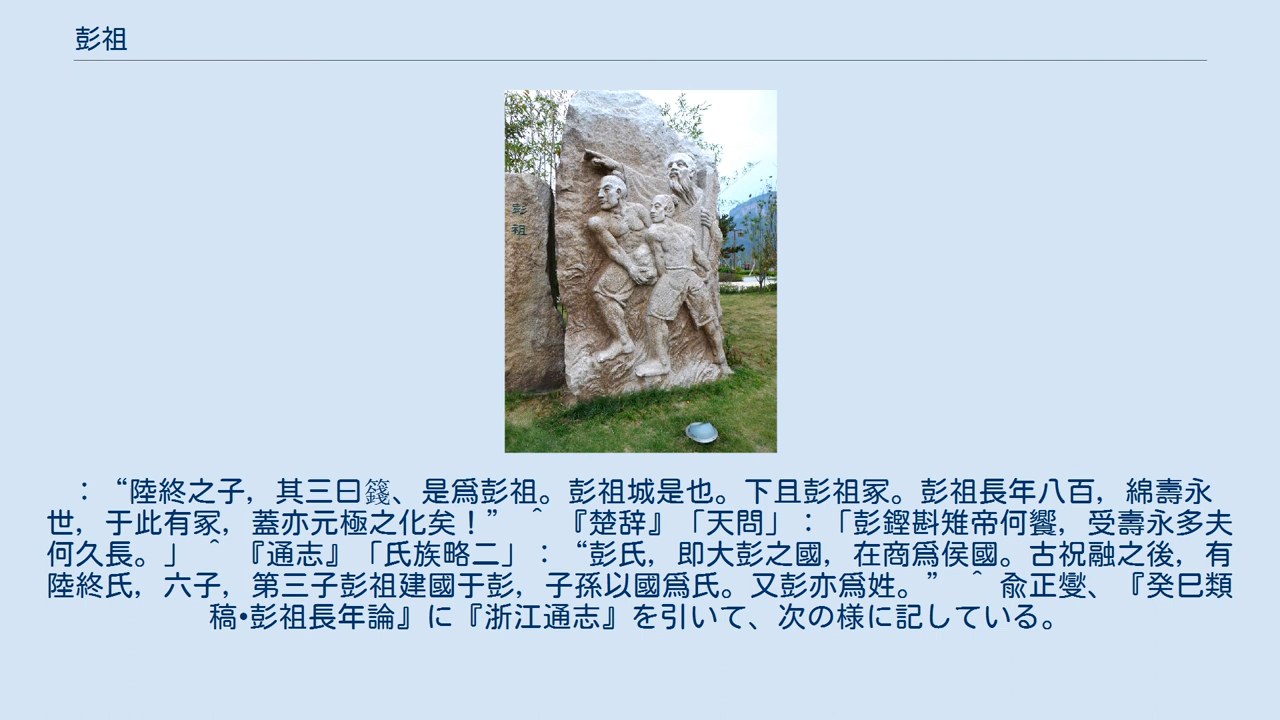 彭祖
彭
祖
：“陸終之子，其三曰籛、是爲彭祖。彭祖城是也。下且彭祖冢。彭祖長年八百，綿壽永
世，于此有冢，蓋亦元極之化矣！” ^ 『楚辞』「天問」：「彭鏗斟雉帝何饗，受壽永多夫
何久長。」 ^ 『通志』「氏族略二」：“彭氏，即大彭之國，在商爲侯國。古祝融之後，有
陸終氏，六子，第三子彭祖建國于彭，子孫以國爲氏。又彭亦爲姓。” ^ 兪正燮、『癸巳類
稿•彭祖長年論』に『浙江通志』を引いて、次の様に記している。